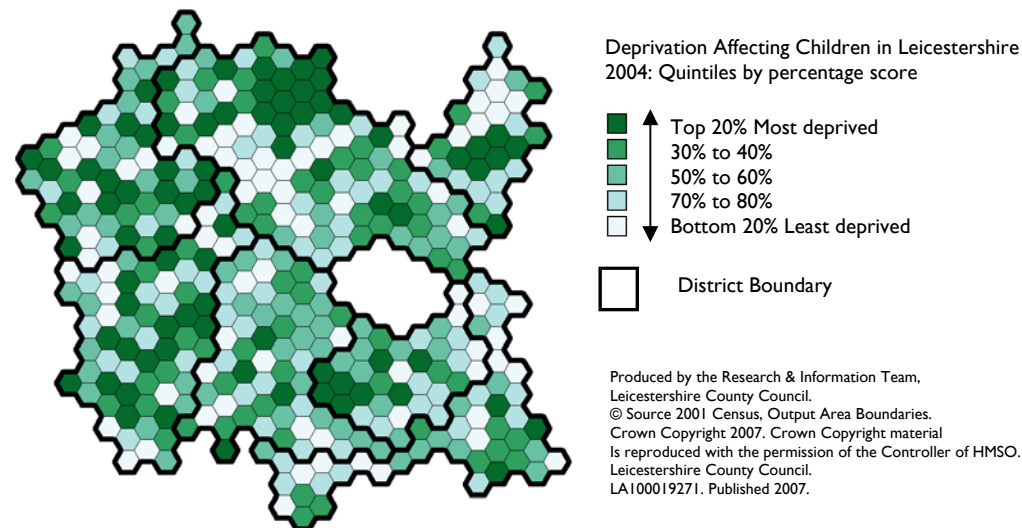 Deprivation Affecting Children in Leicestershire
2004: Quintiles by percentage score
Top 20% Most deprived
30% to 40%
50% to 60%
70% to 80%
Bottom 20% Least deprived
District Boundary
Produced by the Research & Information Team,
Leicestershire County Council.
© Source 2001 Census, Output Area Boundaries.
Crown Copyright 2007. Crown Copyright material
Is reproduced with the permission of the Controller of HMSO.
Leicestershire County Council.
LA100019271. Published 2007.